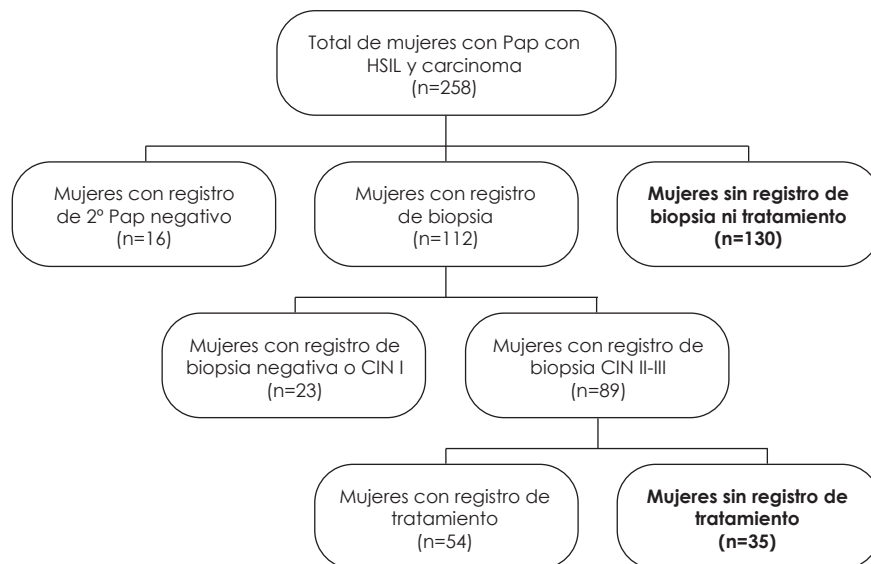 Total de mujeres con Pap con
HSIL y carcinoma
(n=258)
Mujeres con registro
de 2º Pap negativo
(n=16)
Mujeres con registro
de biopsia
(n=112)
Mujeres sin registro de
biopsia ni tratamiento
(n=130)
Mujeres con registro de
biopsia negativa o CIN I
(n=23)
Mujeres con registro de
biopsia CIN II-III
(n=89)
Mujeres con registro de
tratamiento
(n=54)
Mujeres sin registro de
tratamiento
(n=35)